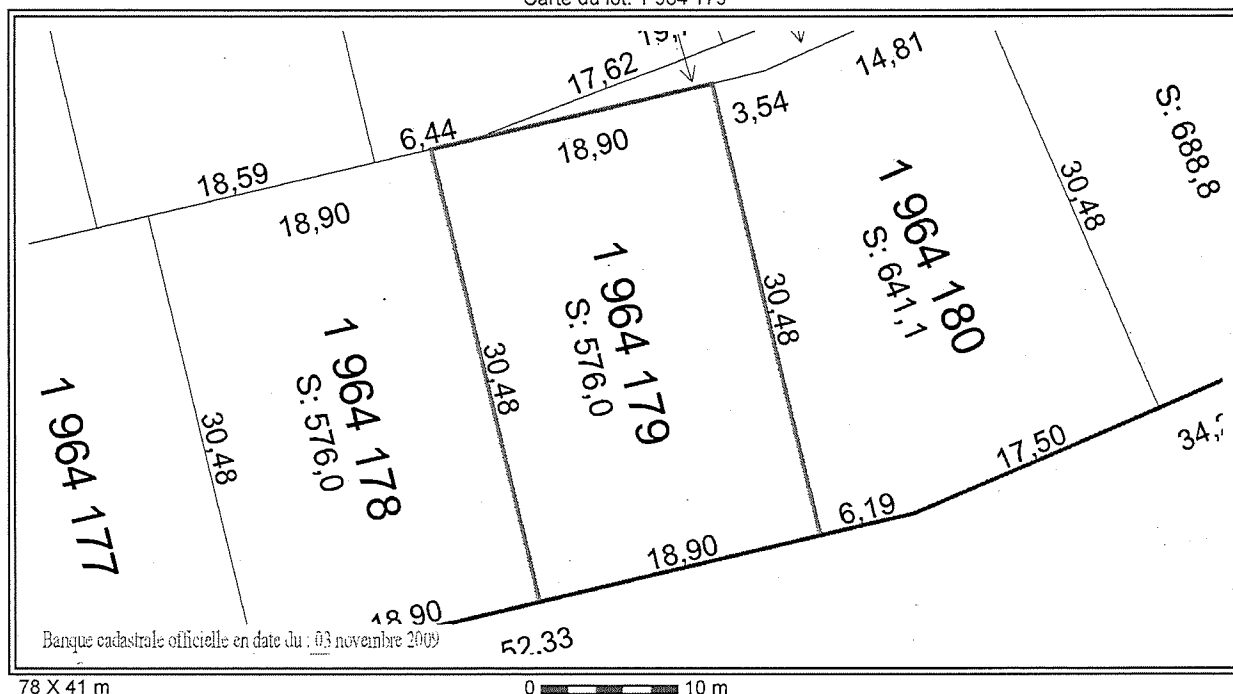 17,62
14,81
6,44
3,54
18,90
18,59
18,90
S: 688,8
30,48
1 964 180
S: 641,1
1 964 179
S: 576,0
30,48
1 964 178
S: 576,0
30,48
1 964 177
30,48
17,50
6,19
18,90
18,90
52,33
Banque cadastrale officielle en date du : 03 novembre 2009
78 X 41 m
0 10 m